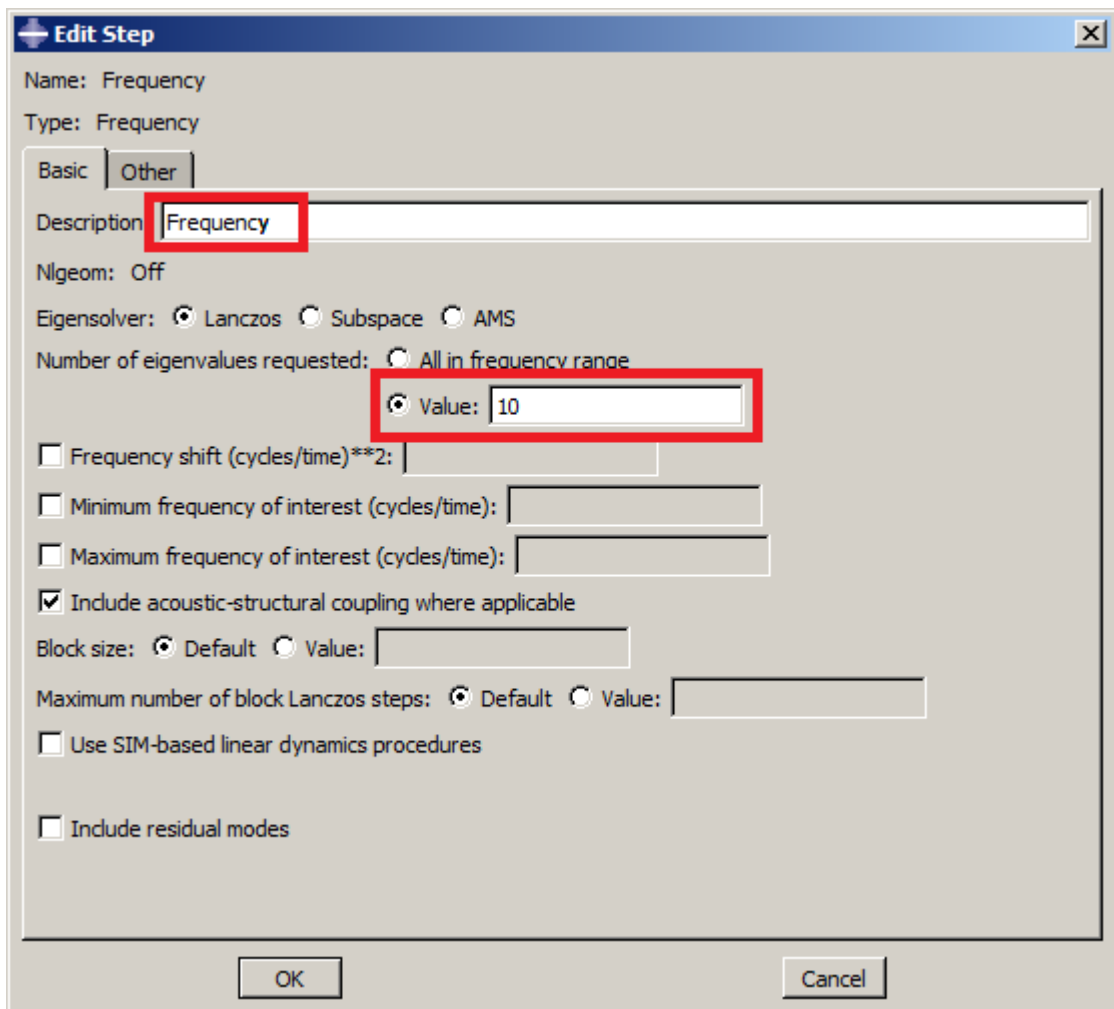 Edit Step
Name: Frequency
Type: Frequency
Basic Other
Description Frequency
Nlgeom: Off
Eigensolver: Lanczos Subspace AMS
Number of eigenvalues requested: All in frequency range
Value: 10
Frequency shift (cycles/time)**2:
Minimum frequency of interest (cycles/time):
Maximum frequency of interest (cycles/time):
Include acoustic-structural coupling where applicable
Block size: Default Value:
Maximum number of block Lanczos steps: Default Value:
Use SIM-based linear dynamics procedures
Include residual modes
OK Cancel